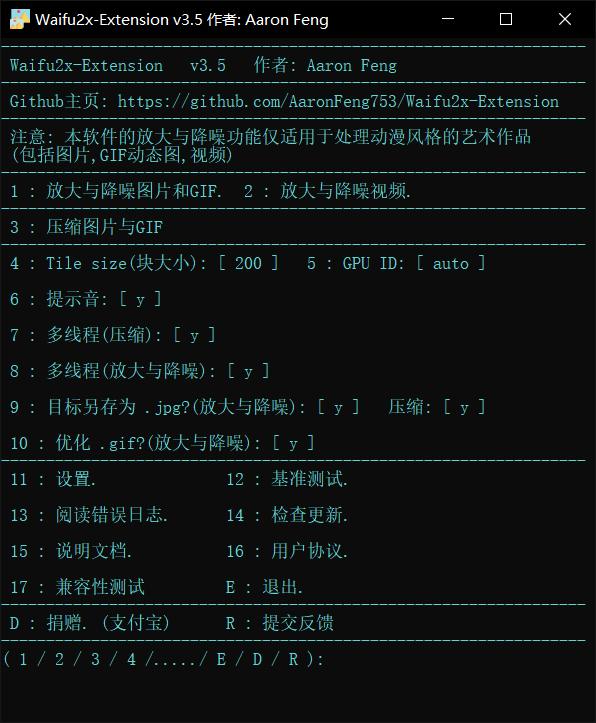 Waifu2x-Extension v3.5 作者: Aaron Feng
Waifu2x-Extension   v3.5   作者: Aaron Feng
Github主页: https://github.com/AaronFeng753/Waifu2x-Extension
注意: 本软件的放大与降噪功能仅适用于处理动漫风格的艺术作品
(包括图片,GIF动态图,视频)
1 : 放大与降噪图片和GIF.  2 : 放大与降噪视频.
3 : 压缩图片与GIF
4 : Tile size(块大小): [ 200 ]   5 : GPU ID: [ auto ]
6 : 提示音: [ y ]
7 : 多线程(压缩): [ y ]
8 : 多线程(放大与降噪): [ y ]
9 : 目标另存为 .jpg?(放大与降噪): [ y ]   压缩: [ y ]
10 : 优化 .gif?(放大与降噪): [ y ]
11 : 设置.   12 : 基准测试.
13 : 阅读错误日志.   14 : 检查更新.
15 : 说明文档.   16 : 用户协议.
17 : 兼容性测试   E : 退出.
D : 捐赠. (支付宝)   R : 提交反馈
( 1 / 2 / 3 / 4 /...../ E / D / R ):